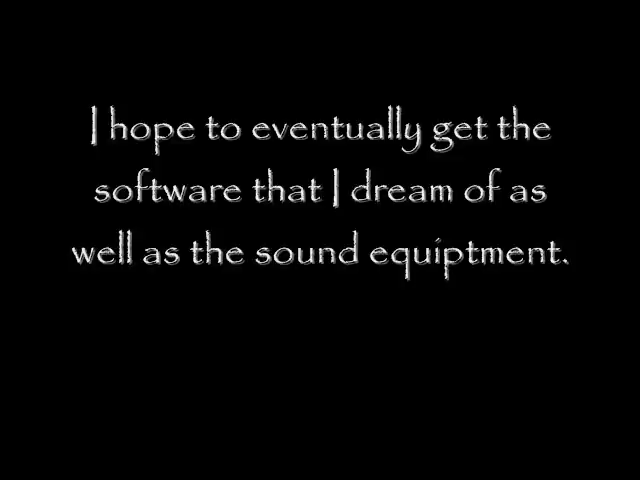 I hope to eventually get the
software that I dream of as
well as the sound equiptment.